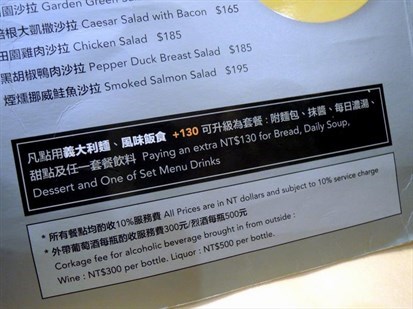 園沙拉 Garden Green
培根大凱撒沙拉 Caesar Salad with Bacon $165
田園雞肉沙拉 Chicken Salad $185
黑胡椒鴨肉沙拉 Pepper Duck Breast Salad $185
煙燻挪威鮭魚沙拉 Smoked Salmon Salad $195
凡點用義大利麵、風味飯食 +130 可升級為套餐：附麵包、抹醬、每日濃湯、
甜點及任一套餐飲料 Paying an extra NT$130 for Bread, Daily Soup,
Dessert and One of Set Menu Drinks
* 所有餐點均酌收10%服務費 All Prices are in NT dollars and subject to 10% service charge
* 外帶葡萄酒每瓶酌收服務費300元/烈酒每瓶500元
Corkage fee for alcoholic beverage brought in from outside :
Wine : NT$300 per bottle. Liquor : NT$500 per bottle.